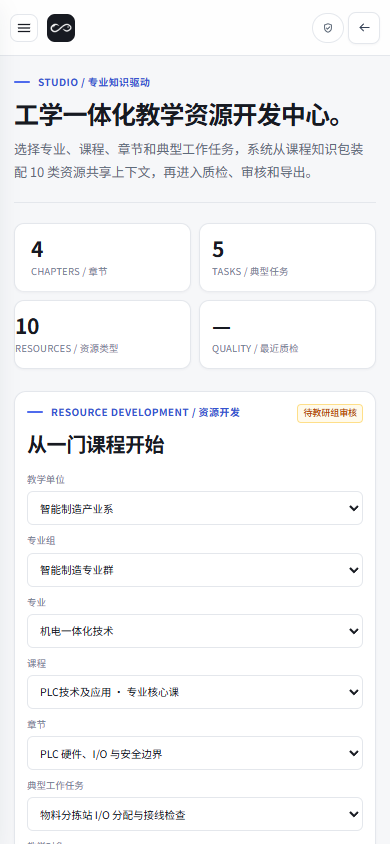 STUDIO / 专业知识驱动
工学一体化教学资源开发中心。
选择专业、课程、章节和典型工作任务，系统从课程知识包装
配 10 类资源共享上下文，再进入质检、审核和导出。
4
CHAPTERS / 章节
5
TASKS / 典型任务
10
RESOURCES / 资源类型
—
QUALITY / 最近质检
RESOURCE DEVELOPMENT / 资源开发
待教研组审核
从一门课程开始
教学单位
智能制造产业系
专业组
智能制造专业群
专业
机电一体化技术
课程
PLC技术及应用 · 专业核心课
章节
PLC 硬件、I/O 与安全边界
典型工作任务
物料分拣站 I/O 分配与接线检查